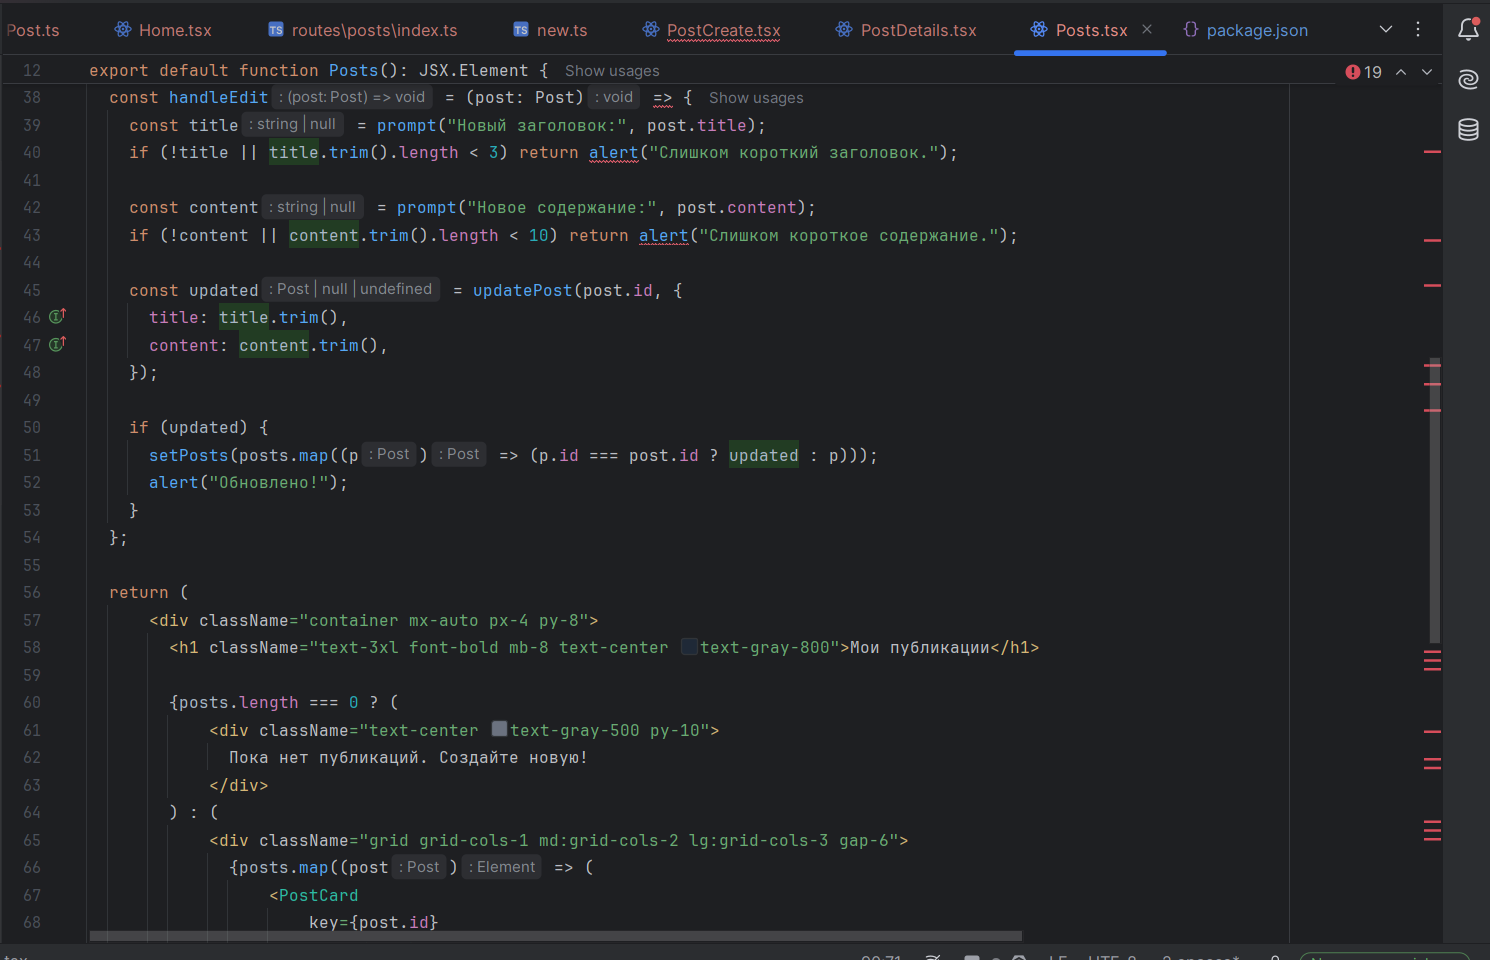 Post.ts Home.tsx TS routes\posts\index.ts TS new.ts PostCreate.tsx PostDetails.tsx Posts.tsx {} package.json
12 export default function Posts(): JSX.Element { Show usages 19
38 const handleEdit : (post: Post) => void = (post: Post) : void => { Show usages
39 const title : string | null = prompt("Новый заголовок:", post.title);
40 if (!title || title.trim().length < 3) return alert("Слишком короткий заголовок.");
41
42 const content : string | null = prompt("Новое содержание:", post.content);
43 if (!content || content.trim().length < 10) return alert("Слишком короткое содержание.");
44
45 const updated : Post | null | undefined = updatePost(post.id, {
46 title: title.trim(),
47 content: content.trim(),
48 });
49
50 if (updated) {
51 setPosts(posts.map((p : Post ) : Post => (p.id === post.id ? updated : p)));
52 alert("Обновлено!");
53 }
54 };
55
56 return (
57 <div className="container mx-auto px-4 py-8">
58 <h1 className="text-3xl font-bold mb-8 text-center text-gray-800">Мои публикации</h1>
59
60 {posts.length === 0 ? (
61 <div className="text-center text-gray-500 py-10">
62 Пока нет публикаций. Создайте новую!
63 </div>
64 ) : (
65 <div className="grid grid-cols-1 md:grid-cols-2 lg:grid-cols-3 gap-6">
66 {posts.map((post : Post ) : Element => (
67 <PostCard
68 key={post.id}